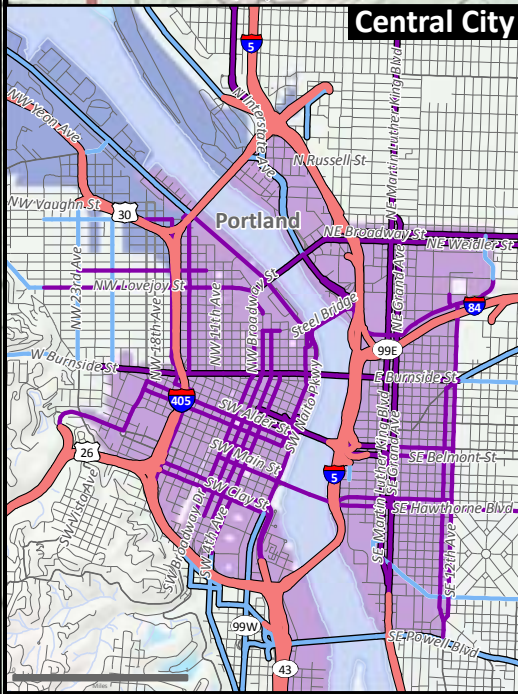 Central City
5
NW Yeon Ave
N Interstate Ave
NE Martin Luther King Blvd
N Russell St
NW Vaughn St
30
Portland
NE Broadway St
NE Weidler St
NW 23rd Ave
NW Lovejoy St
NW 18th Ave
NW 11th Ave
NW Broadway St
NE Grand Ave
Steel Bridge
84
99E
W Burnside St
E Burnside St
405
SW Alder St
SW Naito Pkwy
26
SW Main St
SE Belmont St
5
SW Clay St
SE Hawthorne Blvd
SW Vista Ave
SW Broadway Dr
SW 4th Ave
SE Martin Luther King Blvd
SE Grand Ave
SE 12th Ave
99W
SE Powell Blvd
43
Miles